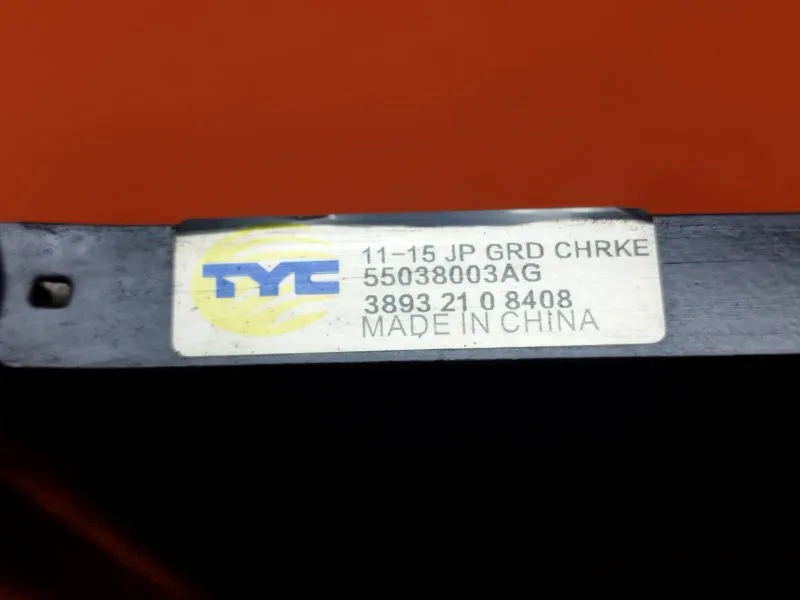 TYC
11-15 JP GRD CHRKE
55038003AG
3893 21 0 8408
MADE IN CHINA